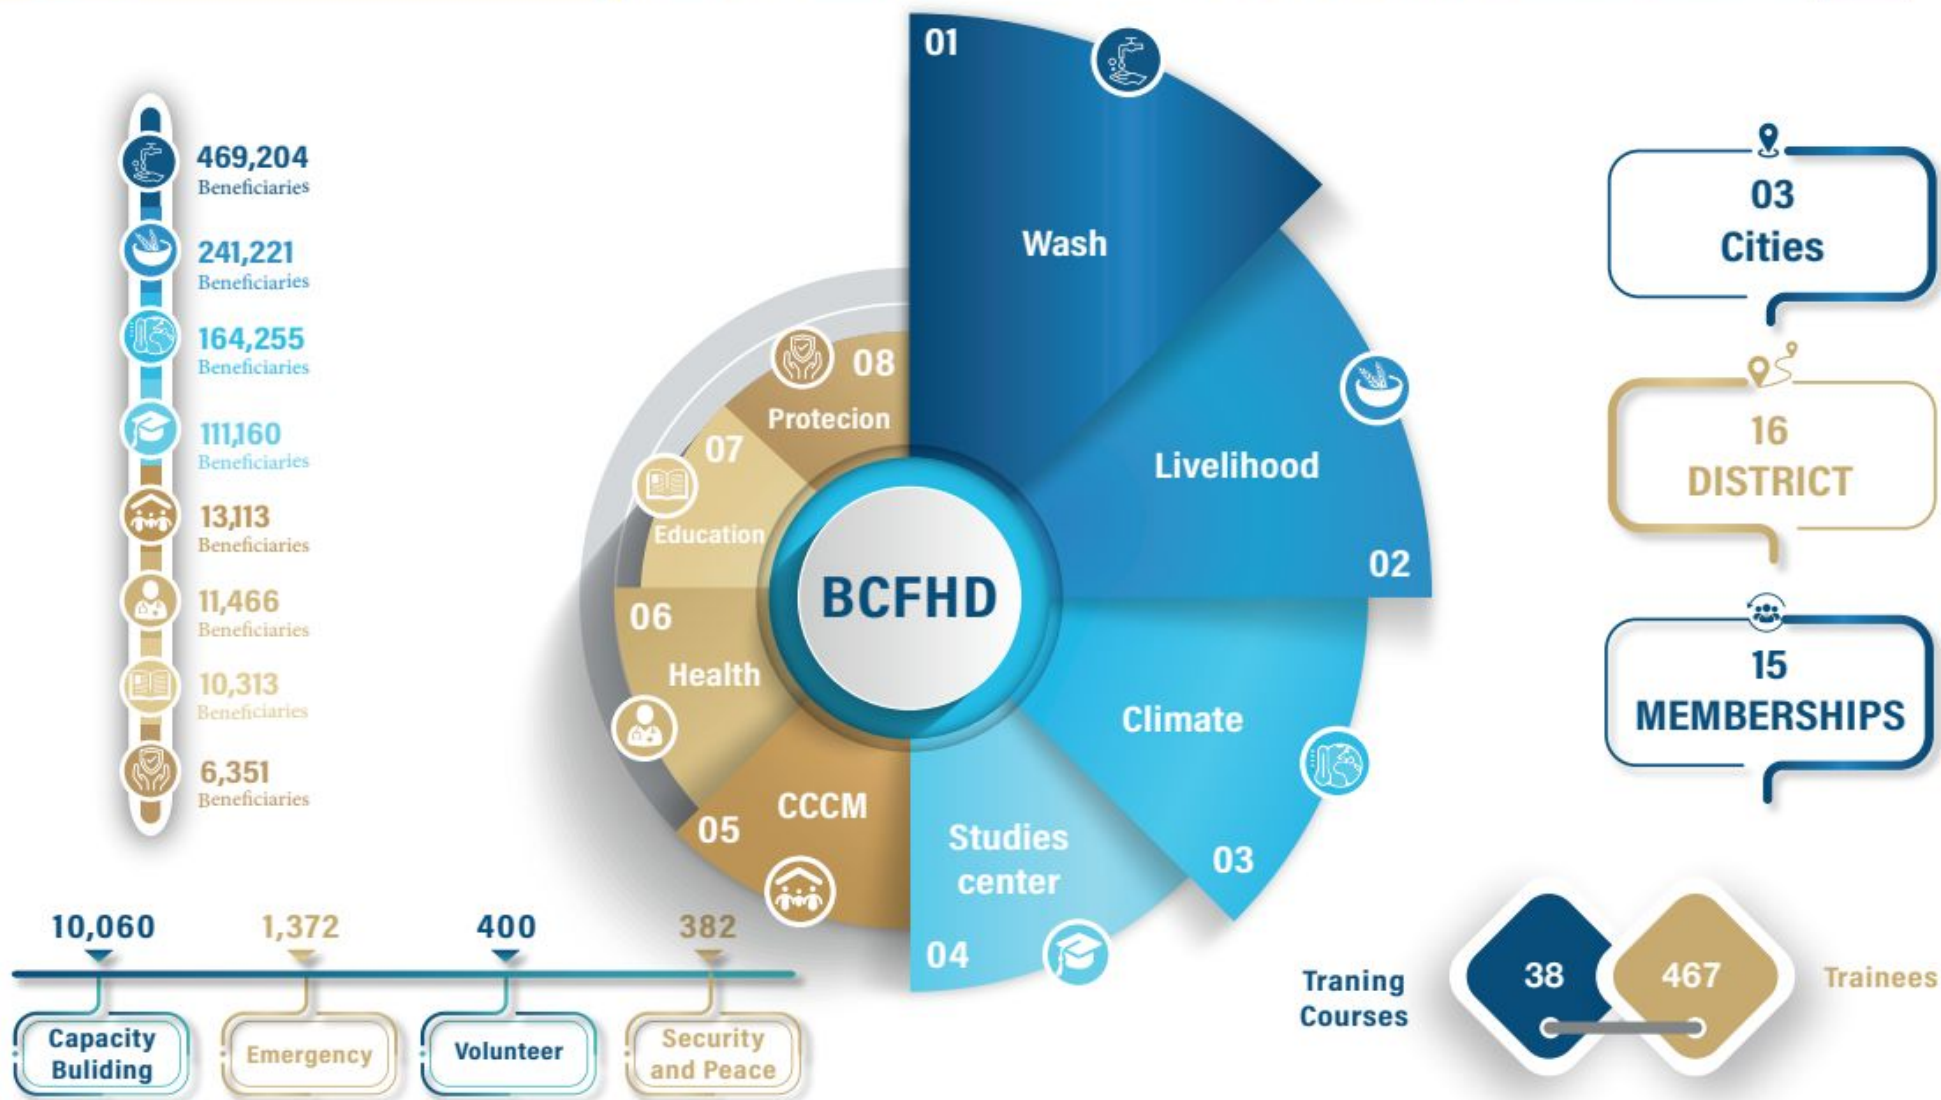 469,204
Beneficiaries
241,221
Beneficiaries
164,255
Beneficiaries
111,160
Beneficiaries
13,113
Beneficiaries
11,466
Beneficiaries
10,313
Beneficiaries
6,351
Beneficiaries
01
Wash
Livelihood
02
Climate
03
Studies
center
04
CCCM
05
06
Health
07
Education
08
Protecion
BCFHD
03
Cities
16
DISTRICT
15
MEMBERSHIPS
10,060
Capacity
Buliding
1,372
Emergency
400
Volunteer
382
Security
and Peace
Traning
Courses
38
467
Trainees